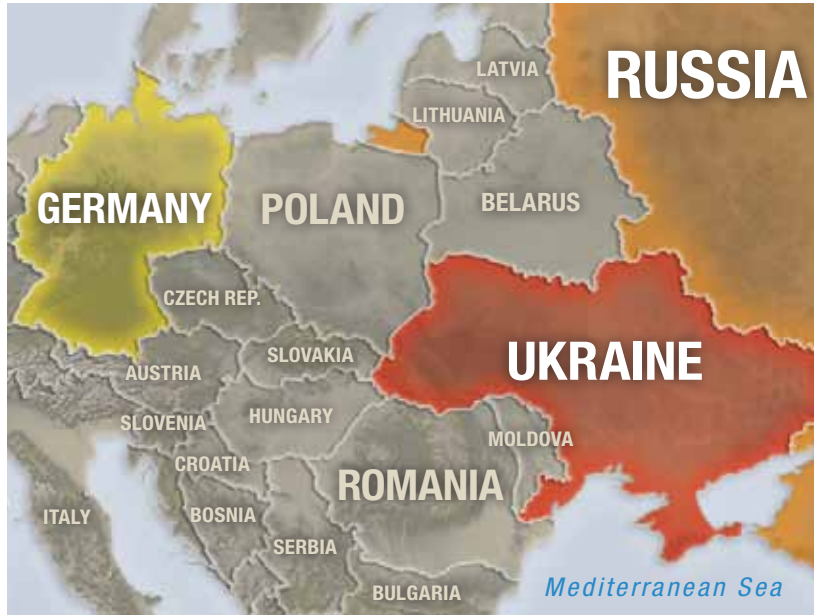 LATVIA
RUSSIA
LITHUANIA
GERMANY
POLAND
BELARUS
CZECH REP.
SLOVAKIA
UKRAINE
AUSTRIA
HUNGARY
SLOVENIA
MOLDOVA
CROATIA
ROMANIA
ITALY
BOSNIA
SERBIA
BULGARIA
Mediterranean Sea